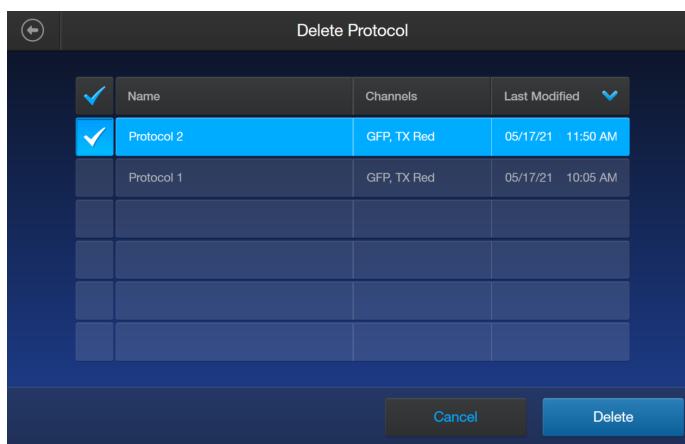 Delete Protocol
Name Channels Last Modified
Protocol 2 GFP, TX Red 05/17/21 11:50 AM
Protocol 1 GFP, TX Red 05/17/21 10:05 AM
Cancel Delete